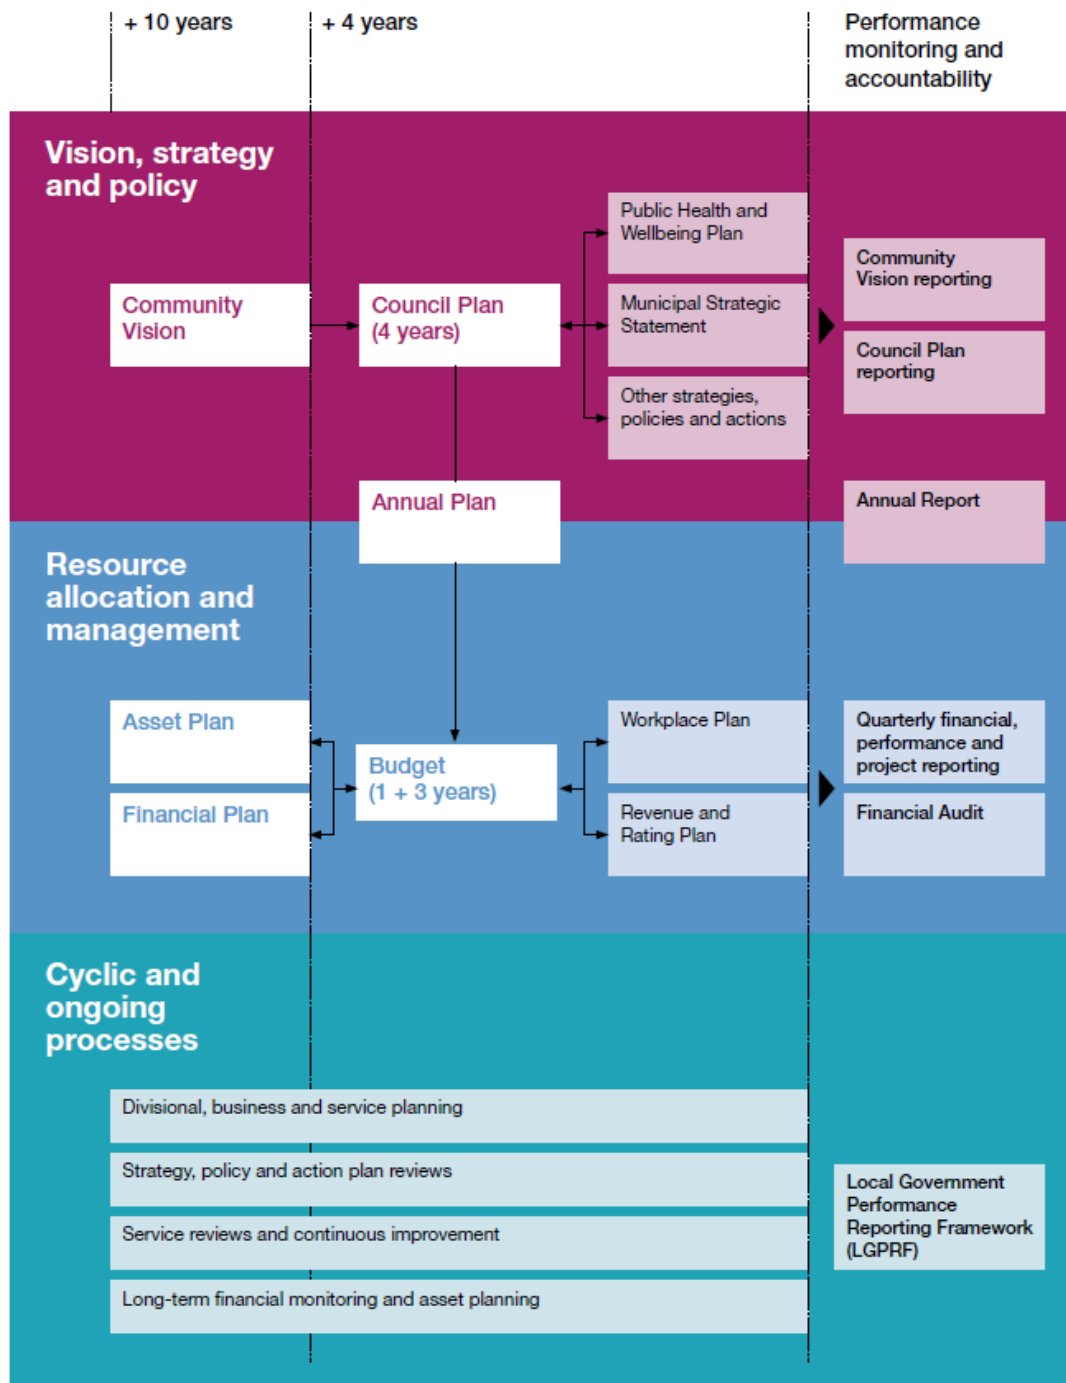 + 10 years
+ 4 years
Performance
monitoring and
accountability
Vision, strategy
and policy
Community
Vision
Council Plan
(4 years)
Public Health and
Wellbeing Plan
Municipal Strategic
Statement
Other strategies,
policies and actions
Community
Vision reporting
Council Plan
reporting
Annual Plan
Annual Report
Resource
allocation and
management
Asset Plan
Financial Plan
Budget
(1 + 3 years)
Workplace Plan
Revenue and
Rating Plan
Quarterly financial,
performance and
project reporting
Financial Audit
Cyclic and
ongoing
processes
Divisional, business and service planning
Strategy, policy and action plan reviews
Service reviews and continuous improvement
Long-term financial monitoring and asset planning
Local Government
Performance
Reporting Framework
(LGPRF)